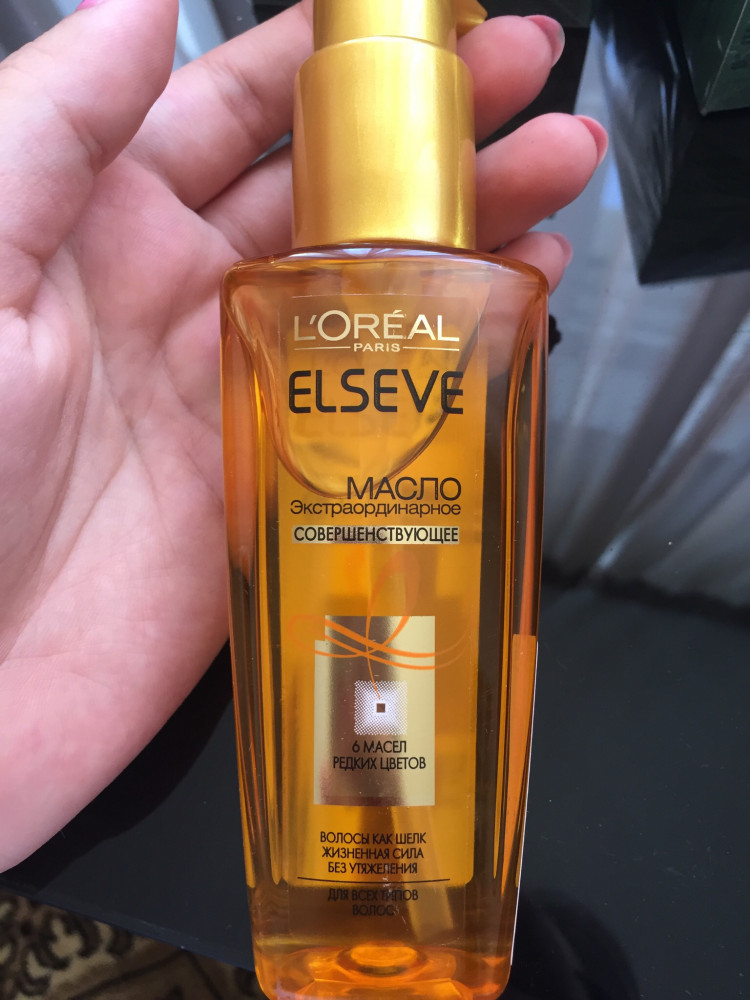 L'ORÉAL
PARIS
ELSEVE
МАСЛО
Экстраординарное
СОВЕРШЕНСТВУЮЩЕЕ
6 МАСЕЛ
РЕДКИХ ЦВЕТОВ
ВОЛОСЫ КАК ШЕЛК
ЖИЗНЕННАЯ СИЛА
БЕЗ УТЯЖЕЛЕНИЯ
ДЛЯ ВСЕХ ТИПОВ
ВОЛОС